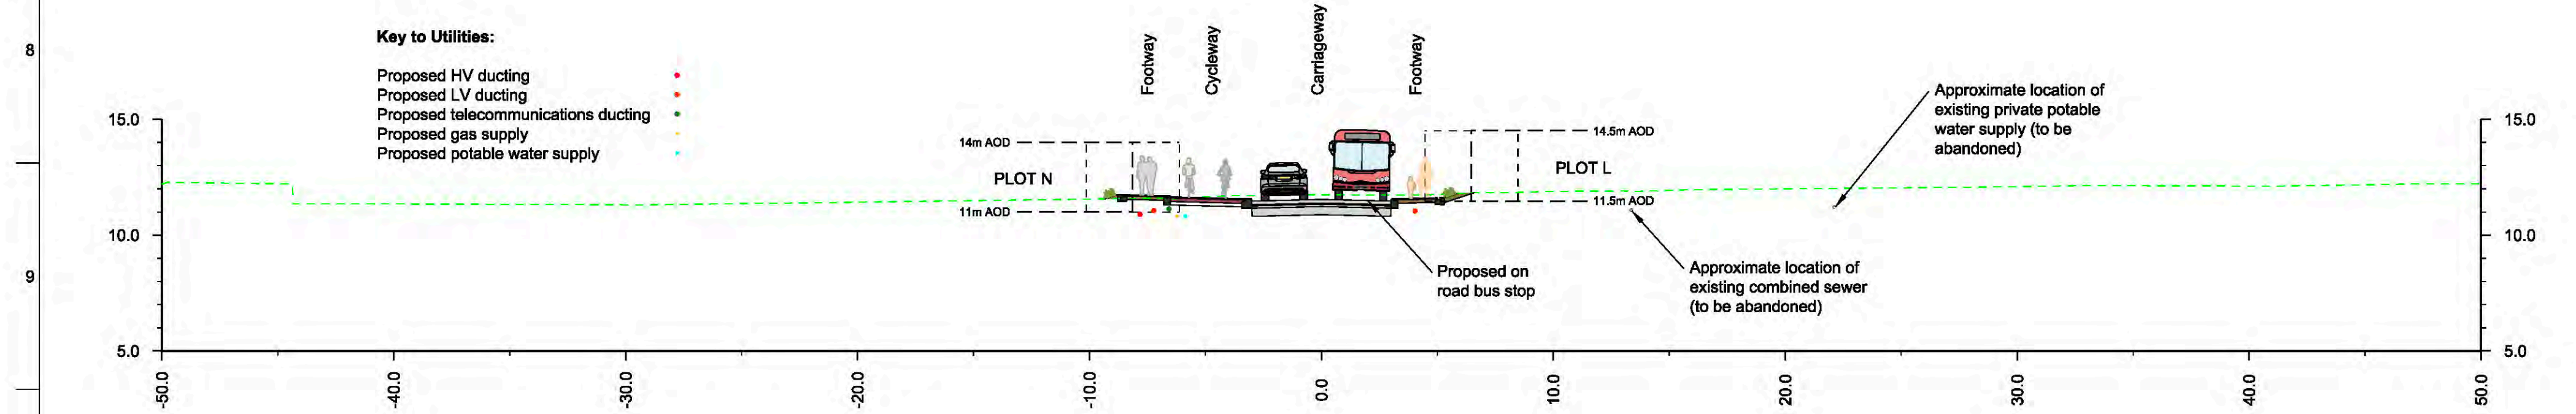 8
9
Key to Utilities:
Proposed HV ducting
Proposed LV ducting
Proposed telecommunications ducting
Proposed gas supply
Proposed potable water supply
Footway
Cycleway
Carriageway
Footway
15.0
10.0
5.0
14m AOD
PLOT N
11m AOD
14.5m AOD
PLOT L
11.5m AOD
Approximate location of
existing private potable
water supply (to be
abandoned)
Proposed on
road bus stop
Approximate location of
existing combined sewer
(to be abandoned)
15.0
10.0
5.0
-50.0
-40.0
-30.0
-20.0
-10.0
0.0
10.0
20.0
30.0
40.0
50.0